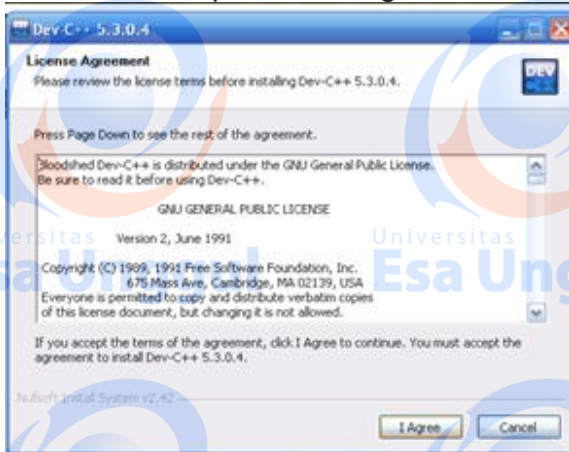 Dev-C++ 5.3.0.4
License Agreement
Please review the license terms before installing Dev-C++ 5.3.0.4.
DEV
Press Page Down to see the rest of the agreement.
Bloodshed Dev-C++ is distributed under the GNU General Public License.
Be sure to read it before using Dev-C++.
GNU GENERAL PUBLIC LICENSE
Version 2, June 1991
Copyright (C) 1989, 1991 Free Software Foundation, Inc.
675 Mass Ave, Cambridge, MA 02139, USA
Everyone is permitted to copy and distribute verbatim copies
of this license document, but changing it is not allowed.
If you accept the terms of the agreement, click I Agree to continue. You must accept the
agreement to install Dev-C++ 5.3.0.4.
Nullsoft Install System v2.42
I Agree
Cancel
Universitas
Esa Ung